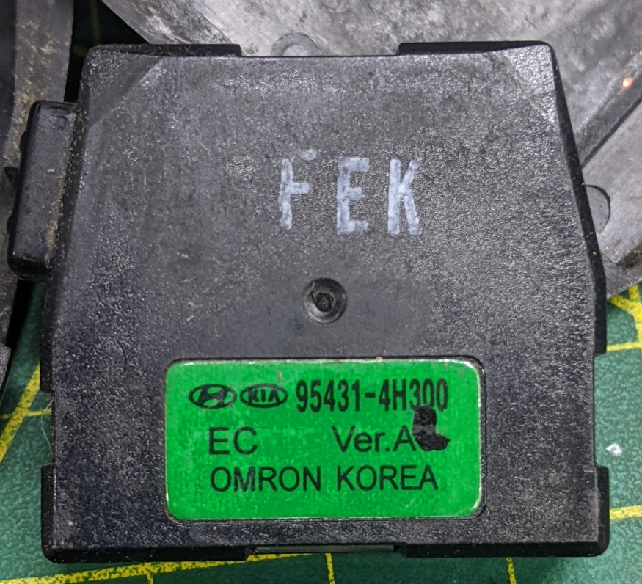 FEK
KIA 95431-4H300
EC Ver.A
OMRON KOREA